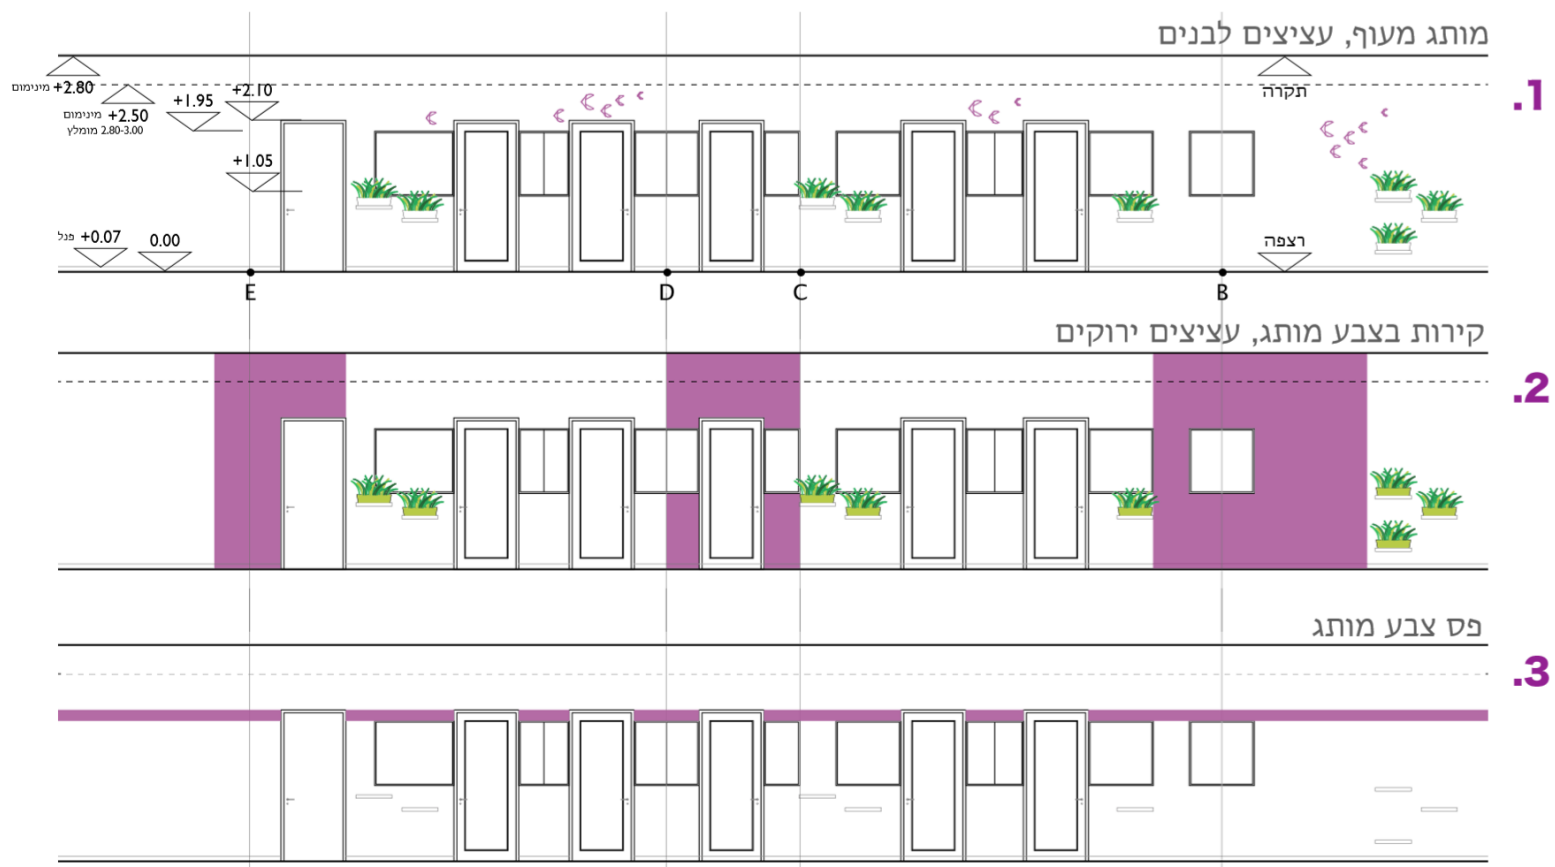 מותג מעוף, עציצים לבנים
.1
תקרה
מינימום +2.80
מינימום +2.50
מומלץ 2.80-3.00
+1.95
+2.10
+1.05
פנל +0.07
0.00
רצפה
E
D
C
B
קירות בצבע מותג, עציצים ירוקים
.2
פס צבע מותג
.3